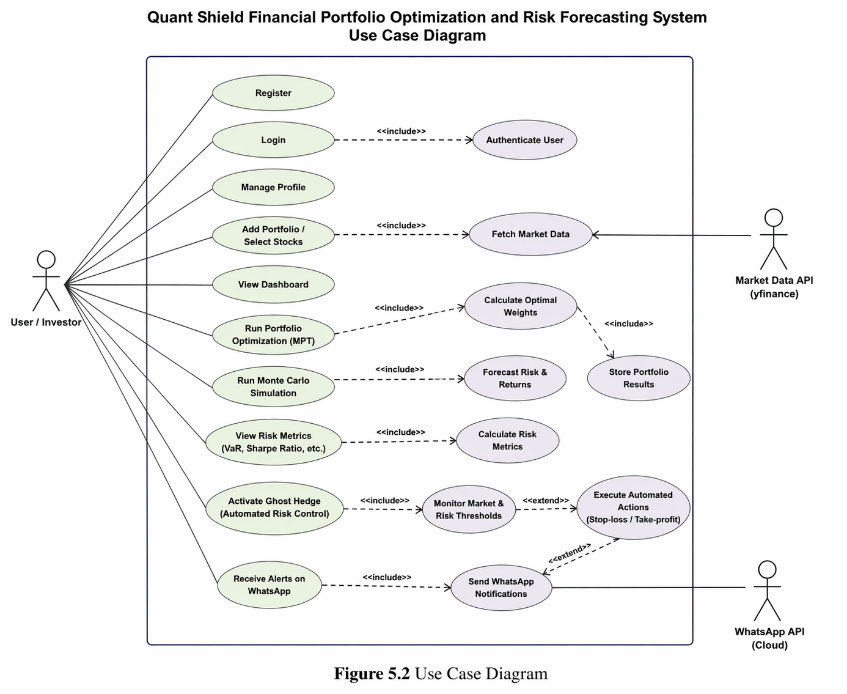 Quant Shield Financial Portfolio Optimization and Risk Forecasting System
Use Case Diagram
Register
Login
<<include>>
Authenticate User
Manage Profile
Add Portfolio /
Select Stocks
<<include>>
Fetch Market Data
Market Data API
(yfinance)
User / Investor
View Dashboard
Run Portfolio
Optimization (MPT)
<<include>>
Calculate Optimal
Weights
<<include>>
Run Monte Carlo
Simulation
<<include>>
Forecast Risk &
Returns
Store Portfolio
Results
View Risk Metrics
(VaR, Sharpe Ratio, etc.)
<<include>>
Calculate Risk
Metrics
Activate Ghost Hedge
(Automated Risk Control)
<<include>>
Monitor Market &
Risk Thresholds
<<extend>>
Execute Automated
Actions
(Stop-loss / Take-profit)
<<extend>>
Receive Alerts on
WhatsApp
<<include>>
Send WhatsApp
Notifications
WhatsApp API
(Cloud)
Figure 5.2 Use Case Diagram